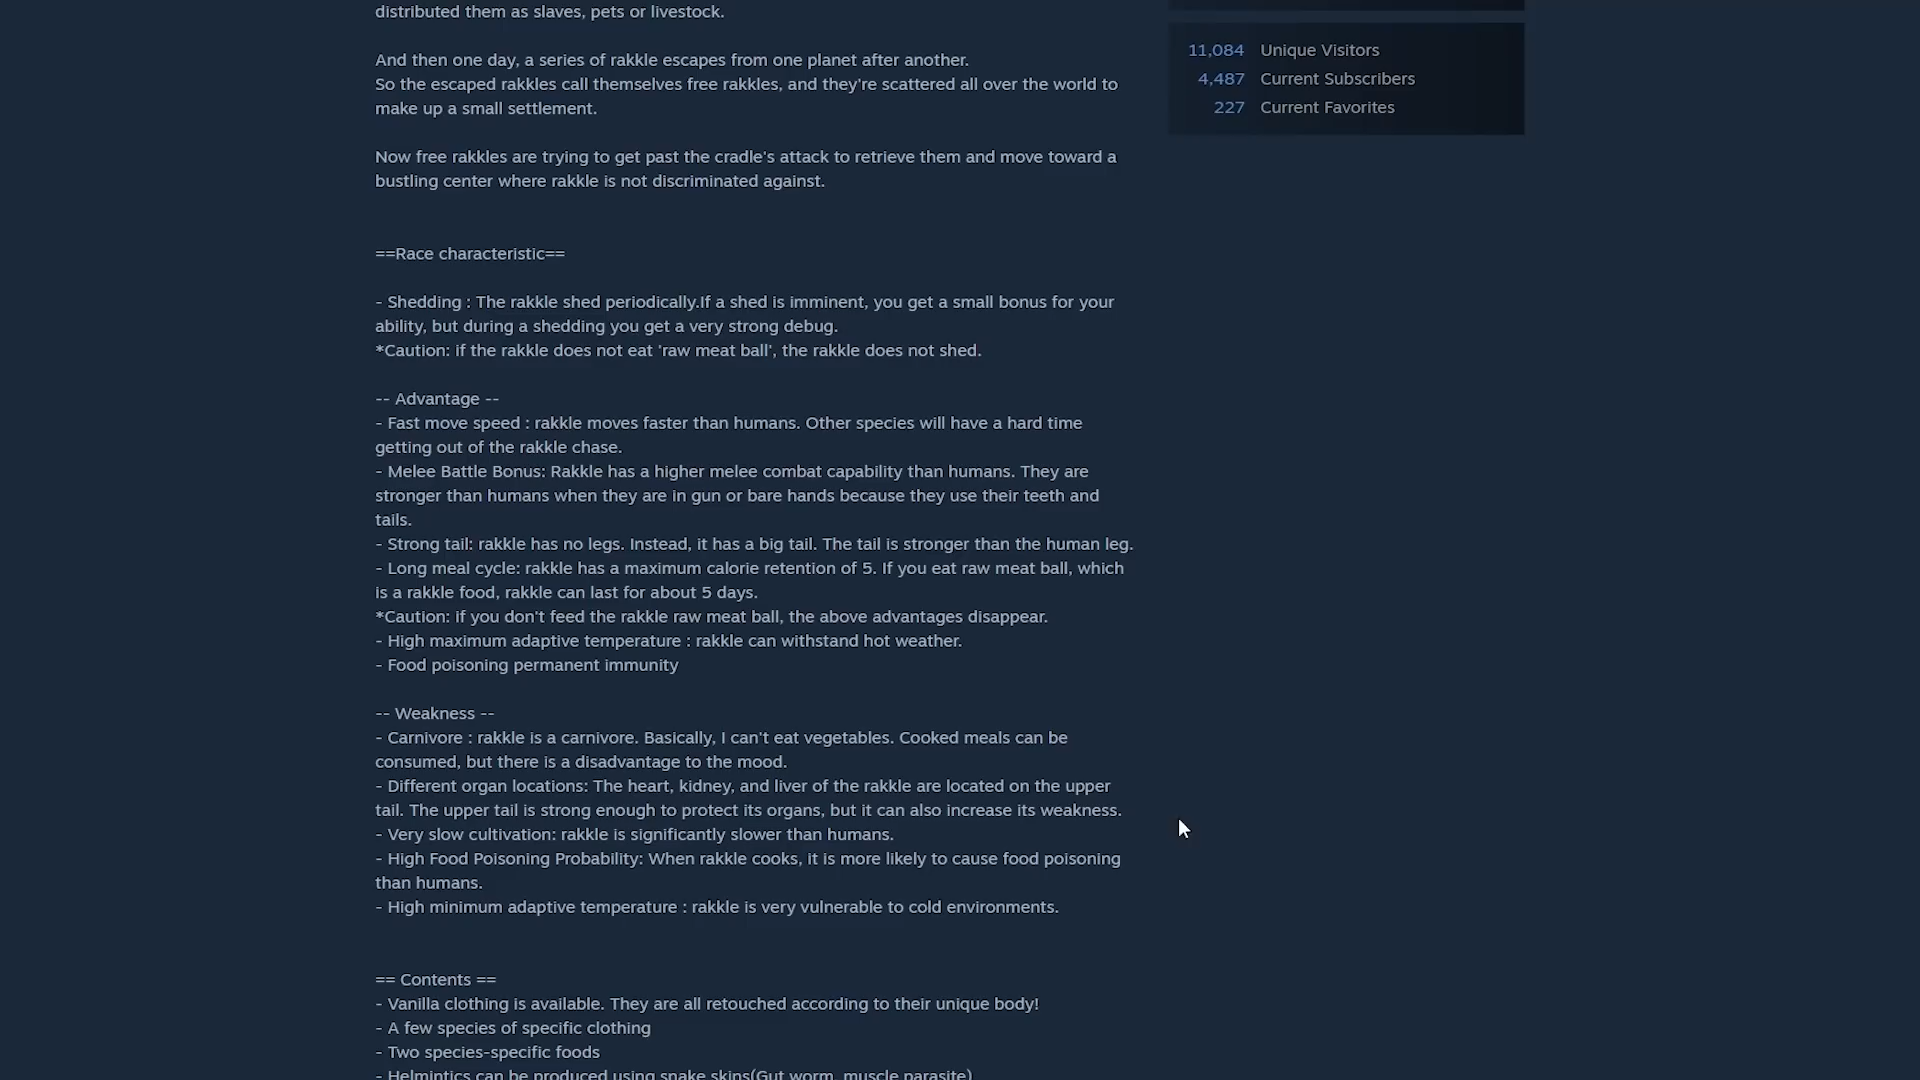 distributed them as slaves, pets or livestock.
And then one day, a series of rakkle escapes from one planet after another.
So the escaped rakkles call themselves free rakkles, and they're scattered all over the world to
make up a small settlement.
Now free rakkles are trying to get past the cradle's attack to retrieve them and move toward a
bustling center where rakkle is not discriminated against.
==Race characteristic==
- Shedding : The rakkle shed periodically.If a shed is imminent, you get a small bonus for your
ability, but during a shedding you get a very strong debug.
*Caution: if the rakkle does not eat 'raw meat ball', the rakkle does not shed.
-- Advantage --
- Fast move speed : rakkle moves faster than humans. Other species will have a hard time
getting out of the rakkle chase.
- Melee Battle Bonus: Rakkle has a higher melee combat capability than humans. They are
stronger than humans when they are in gun or bare hands because they use their teeth and
tails.
- Strong tail: rakkle has no legs. Instead, it has a big tail. The tail is stronger than the human leg.
- Long meal cycle: rakkle has a maximum calorie retention of 5. If you eat raw meat ball, which
is a rakkle food, rakkle can last for about 5 days.
*Caution: if you don't feed the rakkle raw meat ball, the above advantages disappear.
- High maximum adaptive temperature : rakkle can withstand hot weather.
- Food poisoning permanent immunity
-- Weakness --
- Carnivore : rakkle is a carnivore. Basically, I can't eat vegetables. Cooked meals can be
consumed, but there is a disadvantage to the mood.
- Different organ locations: The heart, kidney, and liver of the rakkle are located on the upper
tail. The upper tail is strong enough to protect its organs, but it can also increase its weakness.
- Very slow cultivation: rakkle is significantly slower than humans.
- High Food Poisoning Probability: When rakkle cooks, it is more likely to cause food poisoning
than humans.
- High minimum adaptive temperature : rakkle is very vulnerable to cold environments.
== Contents ==
- Vanilla clothing is available. They are all retouched according to their unique body!
- A few species of specific clothing
- Two species-specific foods
- Helmintics can be produced using snake skins(Gut worm, muscle parasite)
11,084 Unique Visitors
4,487 Current Subscribers
227 Current Favorites